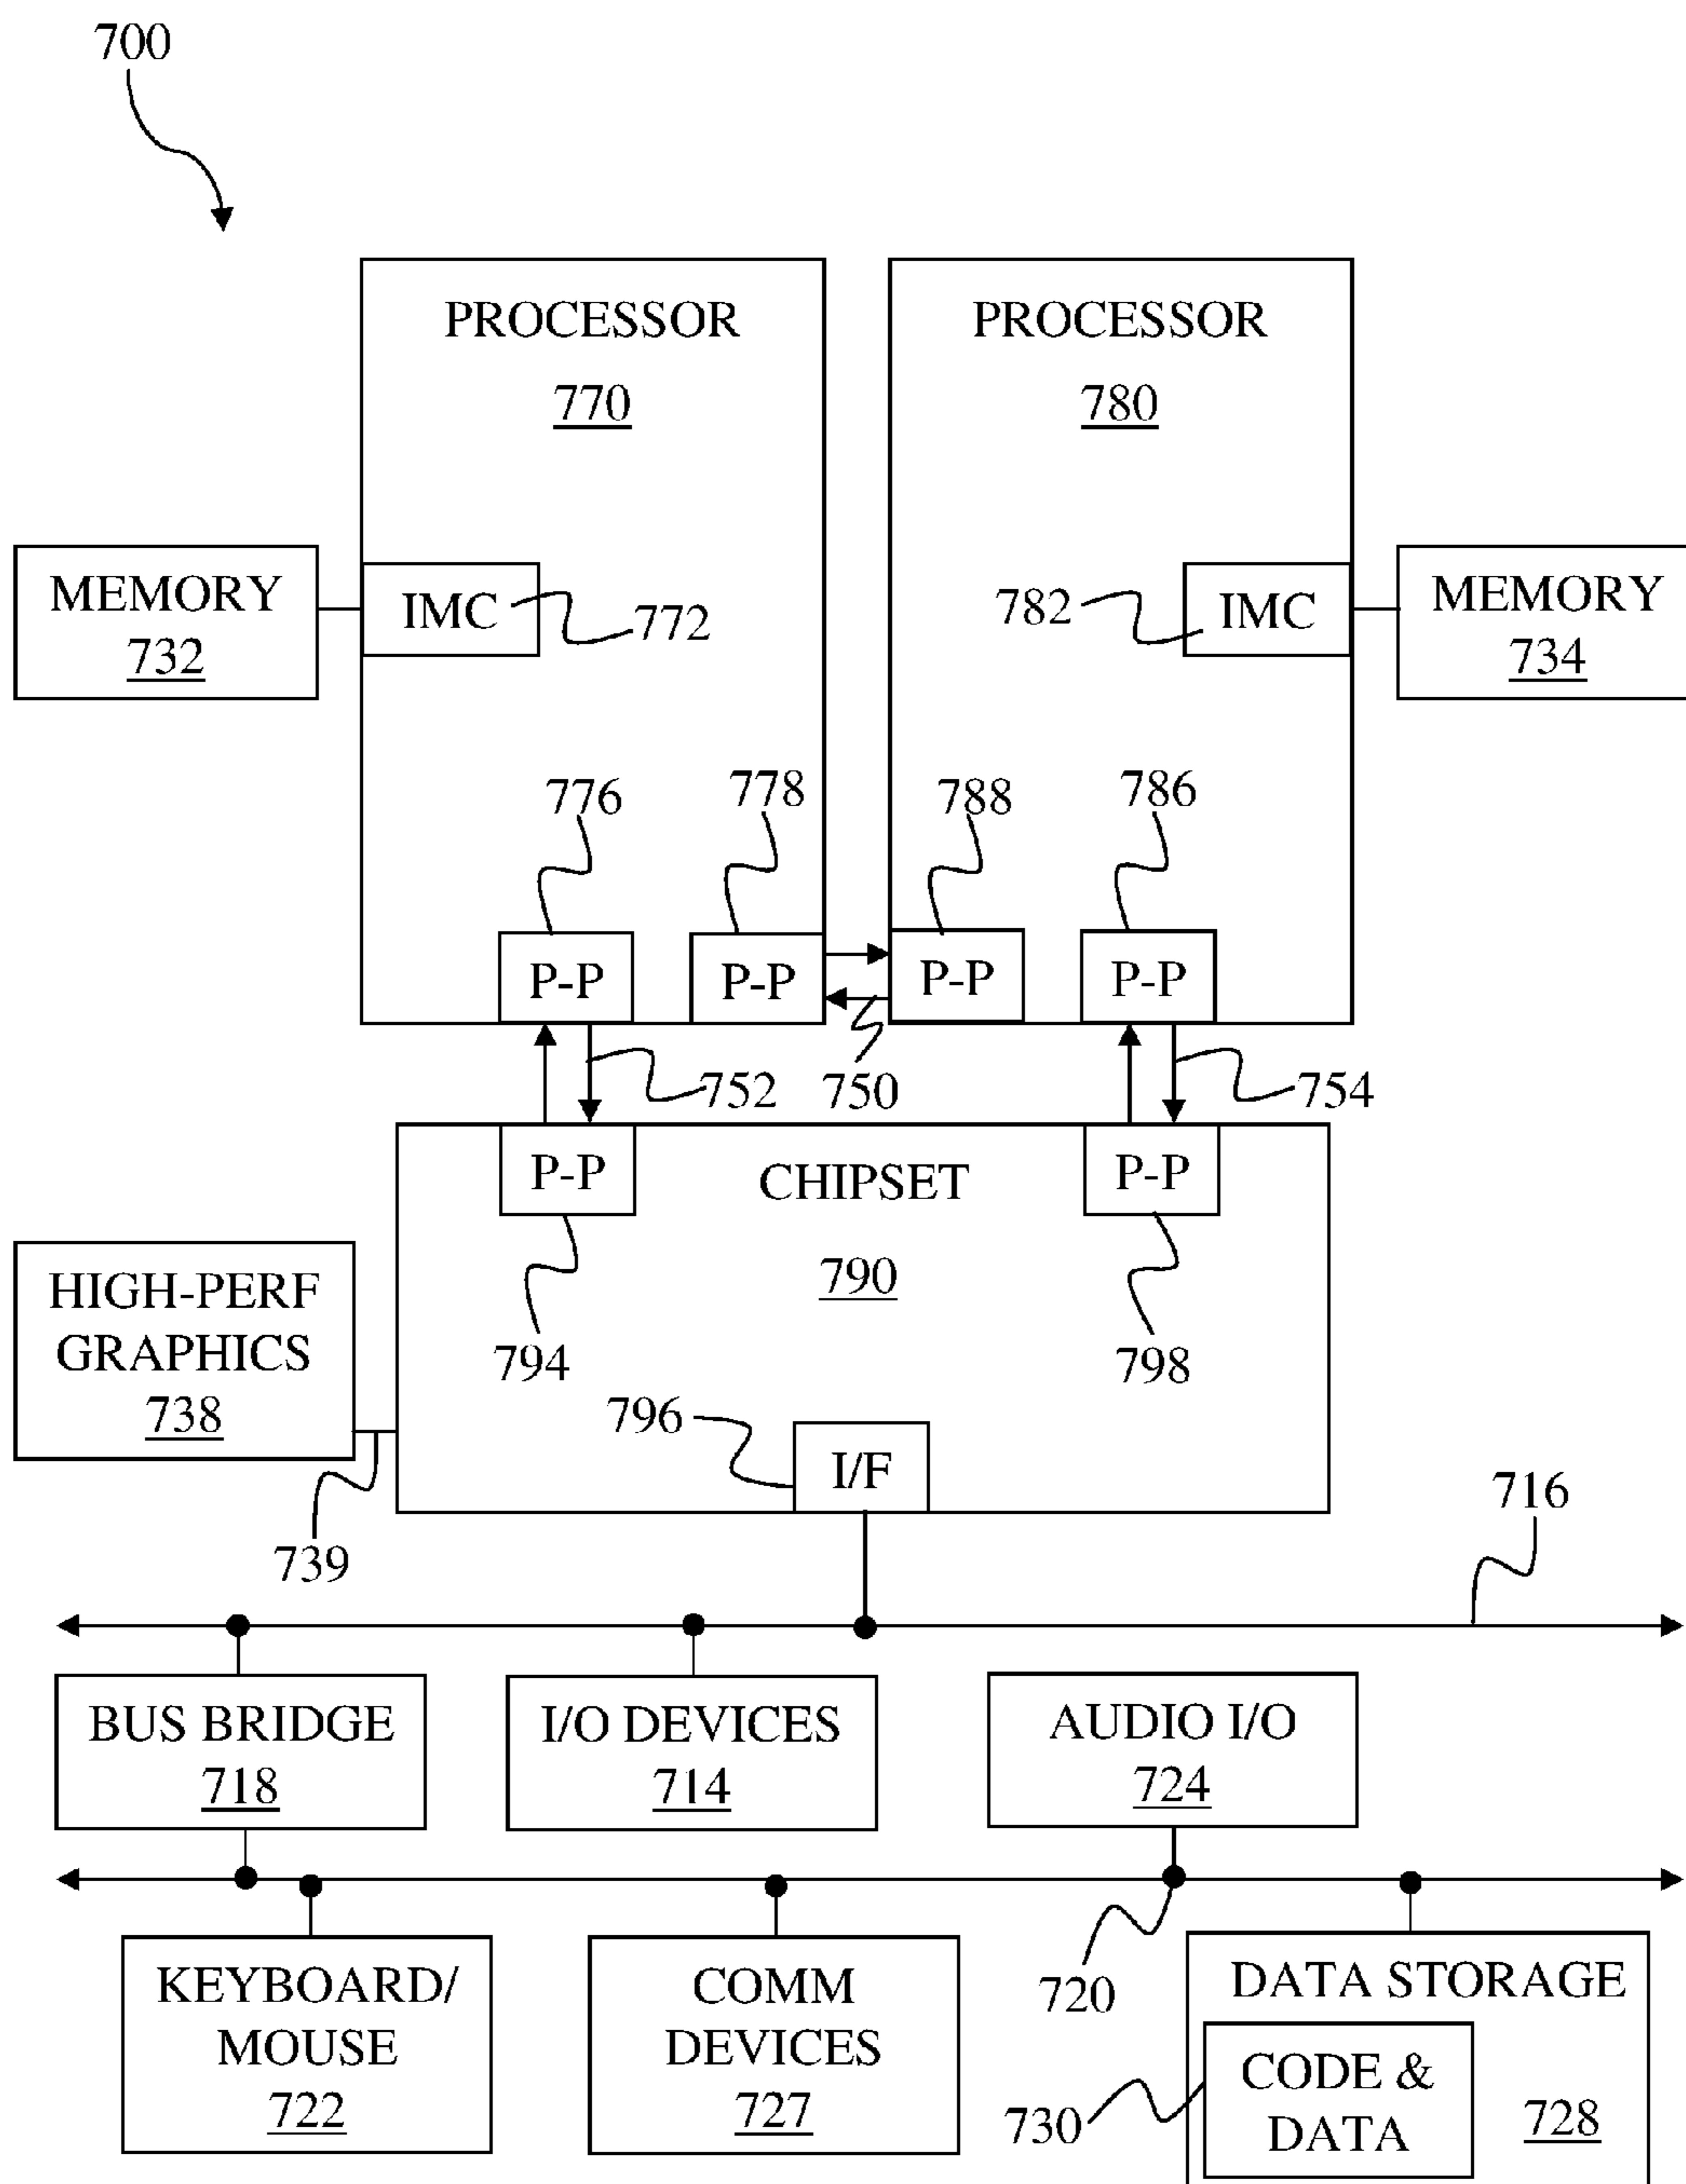 700
PROCESSOR
770
PROCESSOR
780
MEMORY
732
IMC
772
782
IMC
MEMORY
734
776
778
788
786
P-P
P-P
P-P
P-P
752
750
754
P-P
CHIPSET
P-P
790
HIGH-PERF
GRAPHICS
738
794
798
796
I/F
739
716
BUS BRIDGE
718
I/O DEVICES
714
AUDIO I/O
724
720
KEYBOARD/
MOUSE
722
COMM
DEVICES
727
DATA STORAGE
CODE &
DATA
730
728